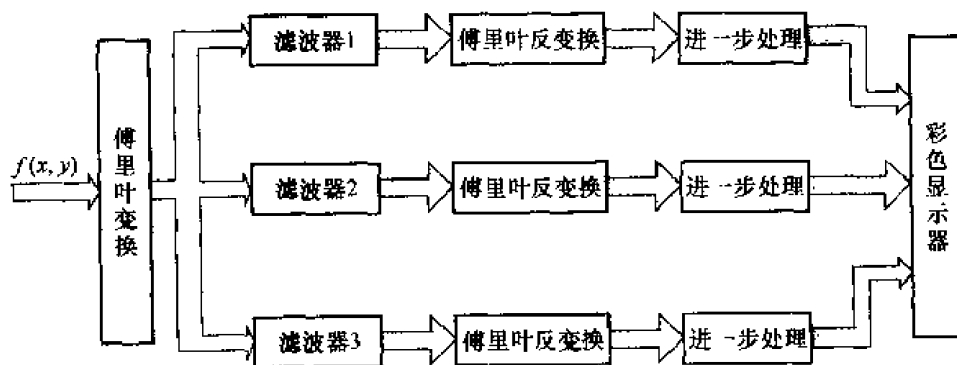 f(x, y)
傅里叶变换
滤波器1
傅里叶反变换
进一步处理
滤波器2
傅里叶反变换
进一步处理
滤波器3
傅里叶反变换
进一步处理
彩色显示器